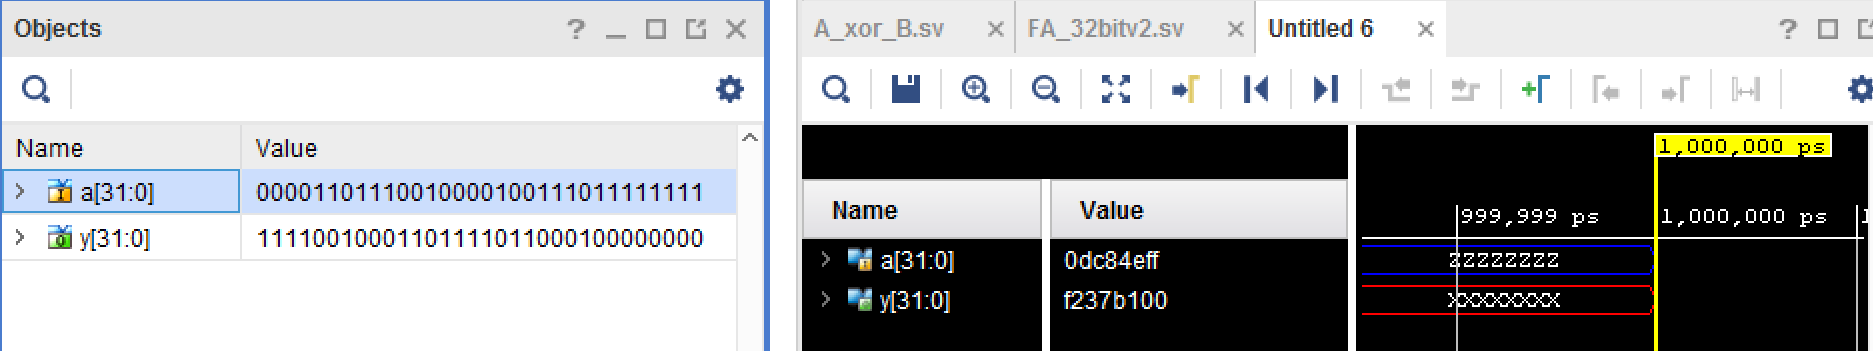 Objects
Name Value
a[31:0] 00001101110010000100111011111111
y[31:0] 11110010001101111011000100000000
A_xor_B.sv FA_32bitv2.sv Untitled 6
1,000,000 ps
Name Value 999,999 ps 1,000,000 ps
a[31:0] 0dc84eff ZZZZZZZZ
y[31:0] f237b100 XXXXXXXX